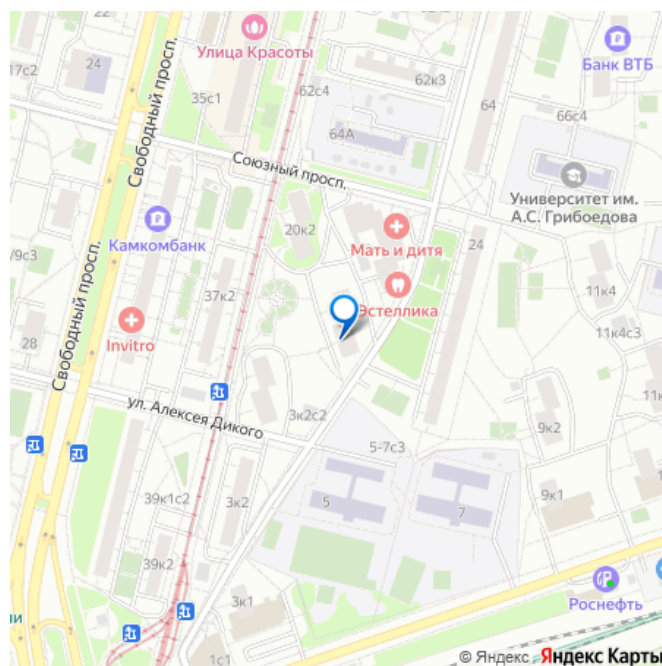 Улица Красоты
Банк ВТБ
17с2
24
62к3
35с1
62с4
64
66с4
64А
Свободный просп.
Свободный просп.
Союзный просп.
Университет им.
А.С. Грибоедова
20к2
Камкомбанк
Мать и дитя
24
/9с3
37к2
Эстеллика
11к4
28
Invitro
11к4с3
ул. Алексея Дикого
3к2с2
5-7с3
9к2
39к1с2
3к2
5
7
9к1
39к2
Роснефть
3к1
1с1
ии
1
© Яндекс Яндекс Карты